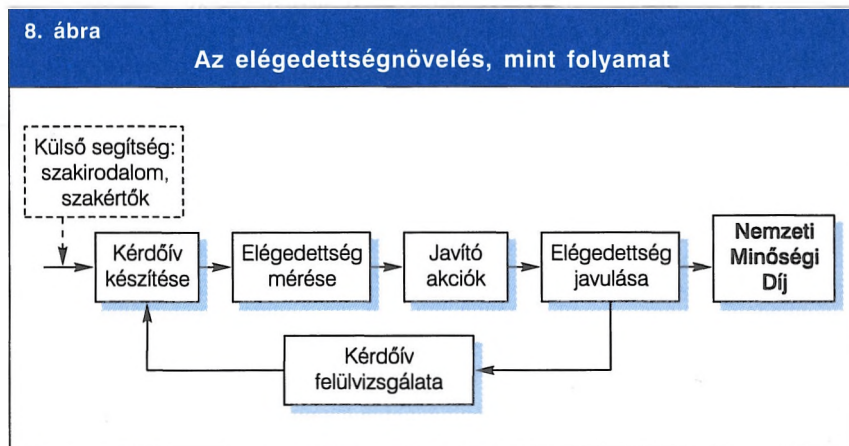 8. ábra
Az elégedettségnövelés, mint folyamat
Külső segítség:
szakirodalom,
szakértők
Kérdőív
készítése
Elégedettség
mérése
Javító
akciók
Elégedettség
javulása
Nemzeti
Minőségi
Díj
Kérdőív
felülvizsgálata